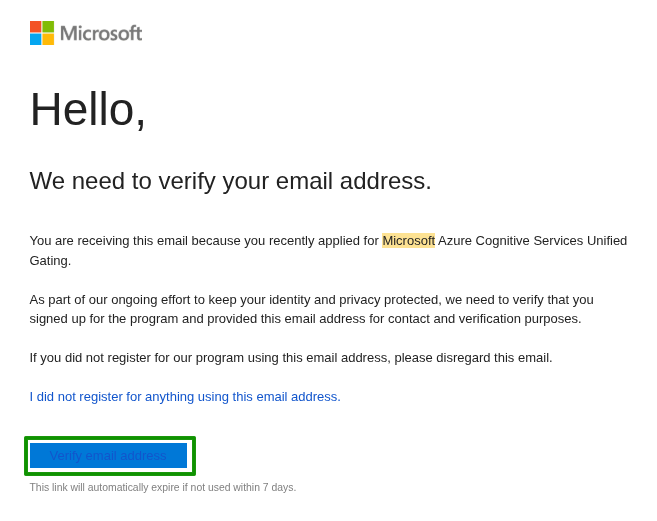 Microsoft
Hello,
We need to verify your email address.
You are receiving this email because you recently applied for Microsoft Azure Cognitive Services Unified
Gating.
As part of our ongoing effort to keep your identity and privacy protected, we need to verify that you
signed up for the program and provided this email address for contact and verification purposes.
If you did not register for our program using this email address, please disregard this email.
I did not register for anything using this email address.
Verify email address
This link will automatically expire if not used within 7 days.